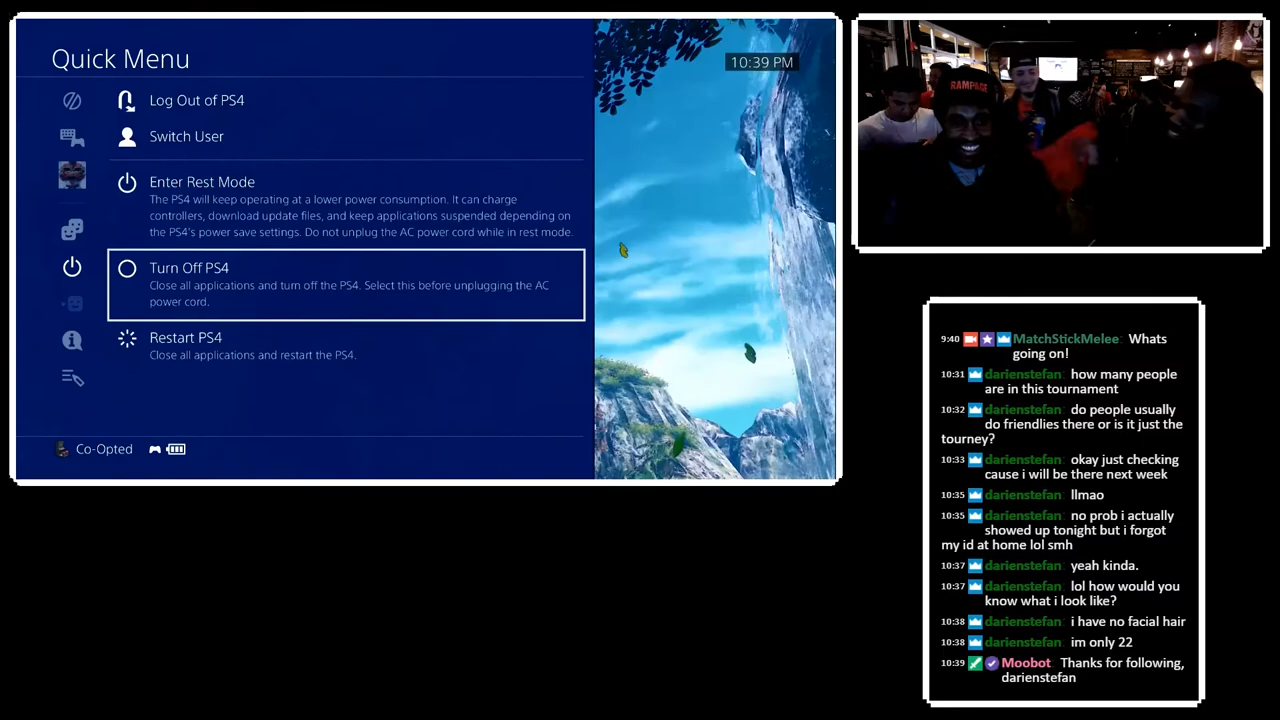 Quick Menu
10:39 PM
Log Out of PS4
Switch User
Enter Rest Mode
The PS4 will keep operating at a lower power consumption. It can charge
controllers, download update files, and keep applications suspended depending on
the PS4's power save settings. Do not unplug the AC power cord while in rest mode.
Turn Off PS4
Close all applications and turn off the PS4. Select this before unplugging the AC
power cord.
Restart PS4
Close all applications and restart the PS4.
Co-Opted
RAMPAGE
9:40 MatchStickMelee: Whats
going on!
10:31 darienstefan: how many people
are in this tournament
10:32 darienstefan: do people usually
do friendlies there or is it just the
tourney?
10:33 darienstefan: okay just checking
cause i will be there next week
10:35 darienstefan: llmao
10:35 darienstefan: no prob i actually
showed up tonight but i forgot
my id at home lol smh
10:37 darienstefan: yeah kinda.
10:37 darienstefan: lol how would you
know what i look like?
10:38 darienstefan: i have no facial hair
10:38 darienstefan: im only 22
10:39 Moobot: Thanks for following,
darienstefan